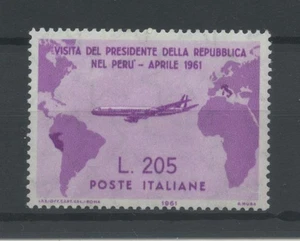 VISITA DEL PRESIDENTE DELLA REPUBBLICA
NEL PERU' - APRILE 1961
L. 205
POSTE ITALIANE
1961